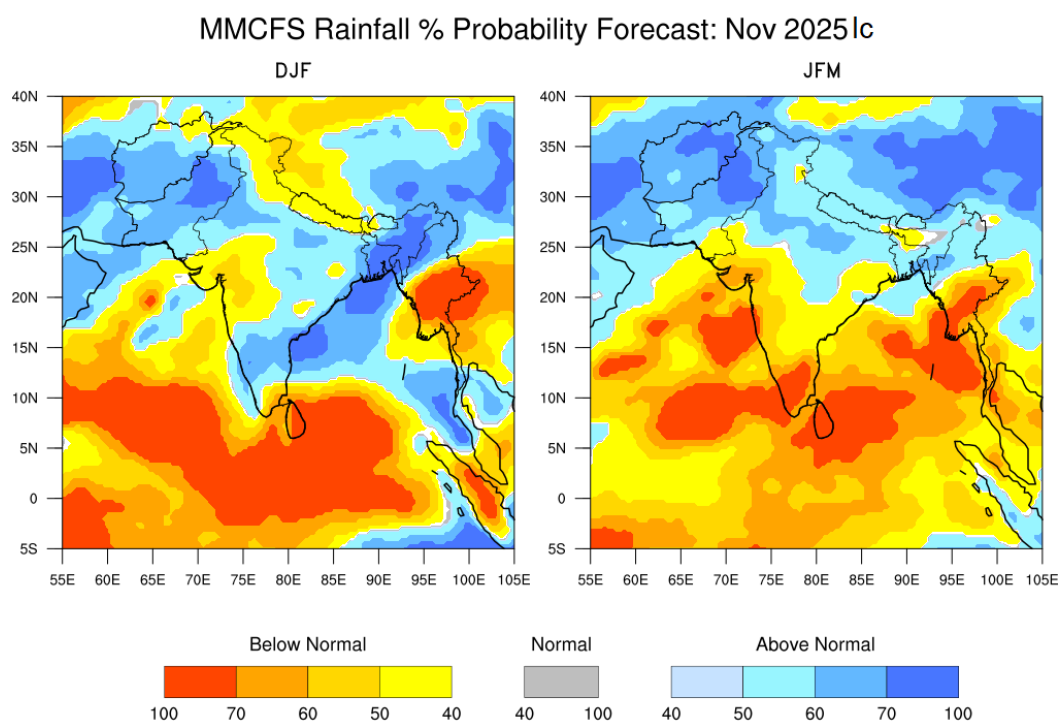 MMCFS Rainfall % Probability Forecast: Nov 2025 Ic
DJF
JFM
40N
35N
30N
25N
20N
15N
10N
5N
0
5S
55E 60E 65E 70E 75E 80E 85E 90E 95E 100E 105E
40N
35N
30N
25N
20N
15N
10N
5N
0
5S
55E 60E 65E 70E 75E 80E 85E 90E 95E 100E 105E
Below Normal
100 70 60 50 40
Normal
40 100
Above Normal
40 50 60 70 100